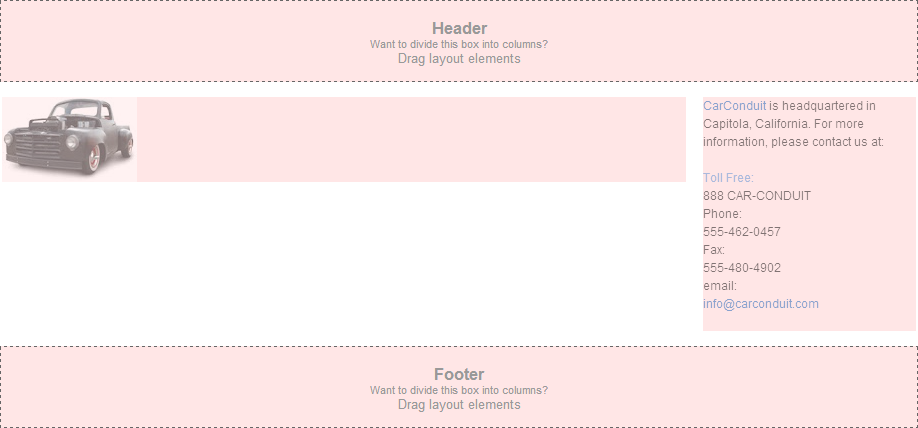 Header
Want to divide this box into columns?
Drag layout elements
CarConduit is headquartered in
Capitola, California. For more
information, please contact us at:
Toll Free:
888 CAR-CONDUIT
Phone:
555-462-0457
Fax:
555-480-4902
email:
info@carconduit.com
Footer
Want to divide this box into columns?
Drag layout elements